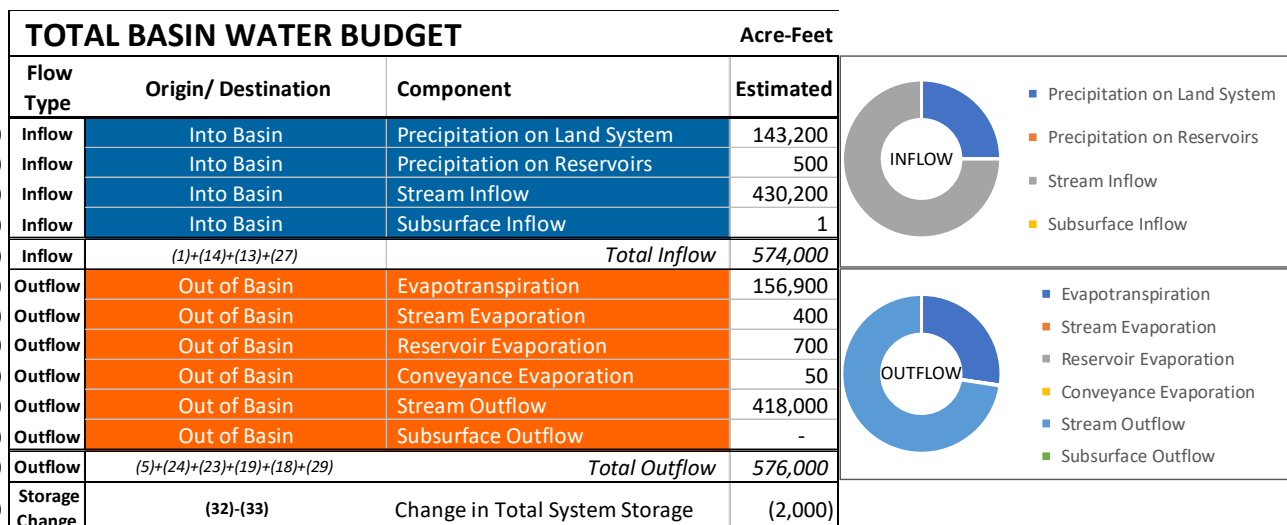 TOTAL BASIN WATER BUDGET Acre-Feet
Flow Type Origin/ Destination Component Estimated
) Inflow Into Basin Precipitation on Land System 143,200
) Inflow Into Basin Precipitation on Reservoirs 500
) Inflow Into Basin Stream Inflow 430,200
) Inflow Into Basin Subsurface Inflow 1
) Inflow (1)+(14)+(13)+(27) Total Inflow 574,000
) Outflow Out of Basin Evapotranspiration 156,900
) Outflow Out of Basin Stream Evaporation 400
) Outflow Out of Basin Reservoir Evaporation 700
) Outflow Out of Basin Conveyance Evaporation 50
) Outflow Out of Basin Stream Outflow 418,000
) Outflow Out of Basin Subsurface Outflow -
) Outflow (5)+(24)+(23)+(19)+(18)+(29) Total Outflow 576,000
) Storage Change (32)-(33) Change in Total System Storage (2,000)
INFLOW
Precipitation on Land System
Precipitation on Reservoirs
Stream Inflow
Subsurface Inflow
OUTFLOW
Evapotranspiration
Stream Evaporation
Reservoir Evaporation
Conveyance Evaporation
Stream Outflow
Subsurface Outflow